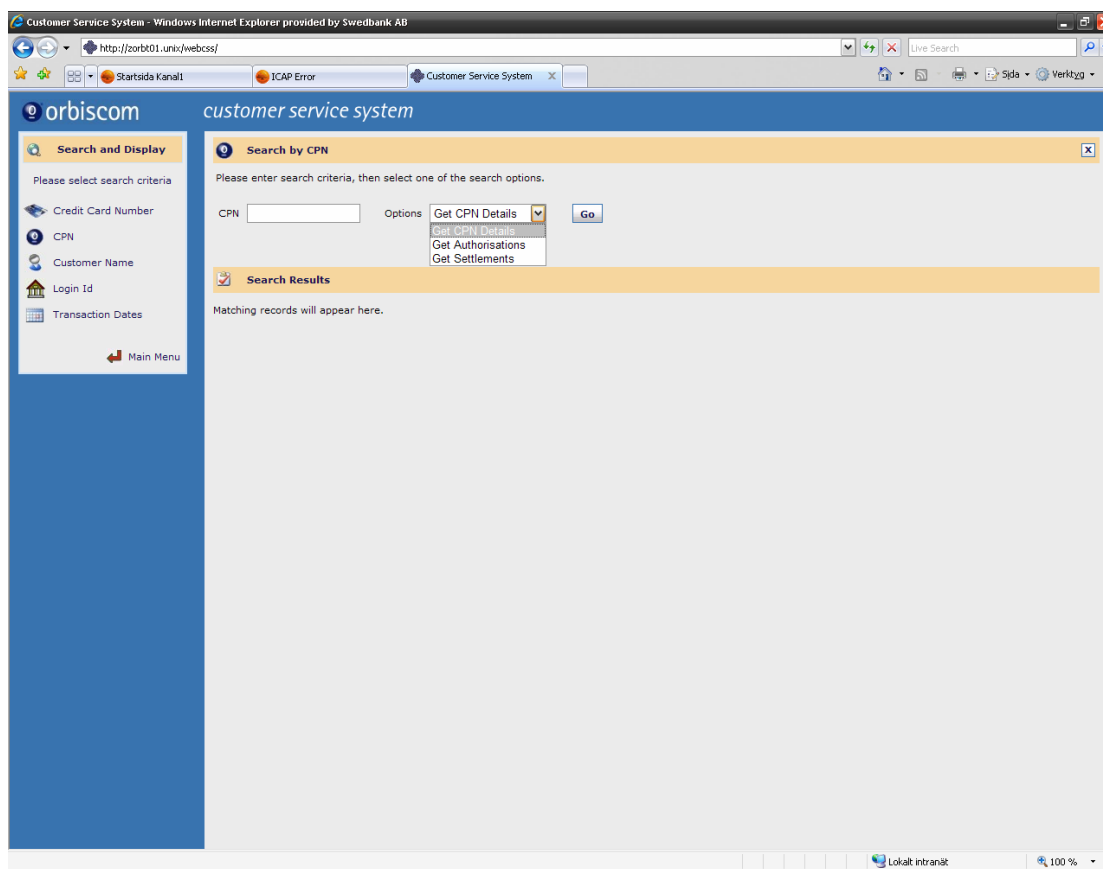 Customer Service System - Windows Internet Explorer provided by Swedbank AB
http://zorbt01.unix/webcss/
Live Search
Startsida Kanal1
ICAP Error
Customer Service System
Sida
Verktyg
orbiscom
customer service system
Search and Display
Please select search criteria
Credit Card Number
CPN
Customer Name
Login Id
Transaction Dates
Main Menu
Search by CPN
Please enter search criteria, then select one of the search options.
CPN
Options
Get CPN Details
Go
Get CPN Details
Get Authorisations
Get Settlements
Search Results
Matching records will appear here.
Lokalt intranät
100 %